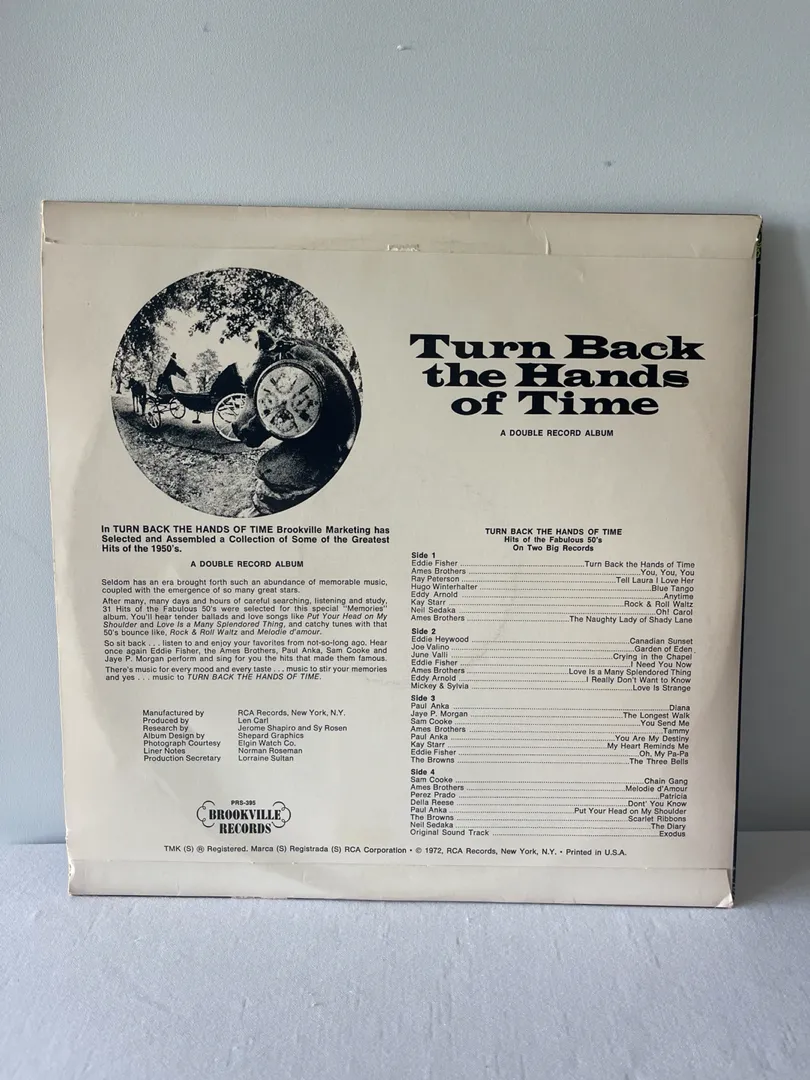 Turn Back
the Hands
of Time
A DOUBLE RECORD ALBUM
In TURN BACK THE HANDS OF TIME Brookville Marketing has
Selected and Assembled a Collection of Some of the Greatest
Hits of the 1950's.
A DOUBLE RECORD ALBUM
Seldom has an era brought forth such an abundance of memorable music,
coupled with the emergence of so many great stars.
After many, many days and hours of careful searching, listening and study,
31 Hits of the Fabulous 50's were selected for this special "Memories"
album. You'll hear tender ballads and love songs like Put Your Head on My
Shoulder and Love Is a Many Splendored Thing, and catchy tunes with that
50's bounce like, Rock & Roll Waltz and Melodie d'amour.
So sit back . . . listen to and enjoy your favorites from not-so-long ago. Hear
once again Eddie Fisher, the Ames Brothers, Paul Anka, Sam Cooke and
Jaye P. Morgan perform and sing for you the hits that made them famous.
There's music for every mood and every taste . . . music to stir your memories
and yes . . . music to TURN BACK THE HANDS OF TIME.
Manufactured by RCA Records, New York, N.Y.
Produced by Len Carl
Research by Jerome Shapiro and Sy Rosen
Album Design by Shepard Graphics
Photograph Courtesy Elgin Watch Co.
Liner Notes Norman Roseman
Production Secretary Lorraine Sultan
PRS-395
BROOKVILLE
RECORDS
TURN BACK THE HANDS OF TIME
Hits of the Fabulous 50's
On Two Big Records
Side 1
Eddie Fisher ... Turn Back the Hands of Time
Ames Brothers ... You, You, You
Ray Peterson ... Tell Laura I Love Her
Hugo Winterhalter ... Blue Tango
Eddy Arnold ... Anytime
Kay Starr ... Rock & Roll Waltz
Neil Sedaka ... Oh! Carol
Ames Brothers ... The Naughty Lady of Shady Lane
Side 2
Eddie Heywood ... Canadian Sunset
Joe Valino ... Garden of Eden
June Valli ... Crying in the Chapel
Eddie Fisher ... I Need You Now
Ames Brothers ... Love Is a Many Splendored Thing
Eddy Arnold ... I Really Don't Want to Know
Mickey & Sylvia ... Love Is Strange
Side 3
Paul Anka ... Diana
Jaye P. Morgan ... The Longest Walk
Sam Cooke ... You Send Me
Ames Brothers ... Tammy
Paul Anka ... You Are My Destiny
Kay Starr ... My Heart Reminds Me
Eddie Fisher ... Oh, My Pa-Pa
The Browns ... The Three Bells
Side 4
Sam Cooke ... Chain Gang
Ames Brothers ... Melodie d'Amour
Perez Prado ... Patricia
Della Reese ... Dont' You Know
Paul Anka ... Put Your Head on My Shoulder
The Browns ... Scarlet Ribbons
Neil Sedaka ... The Diary
Original Sound Track ... Exodus
TMK (S) ® Registered. Marca (S) Registrada (S) RCA Corporation • © 1972, RCA Records, New York, N.Y. • Printed in U.S.A.